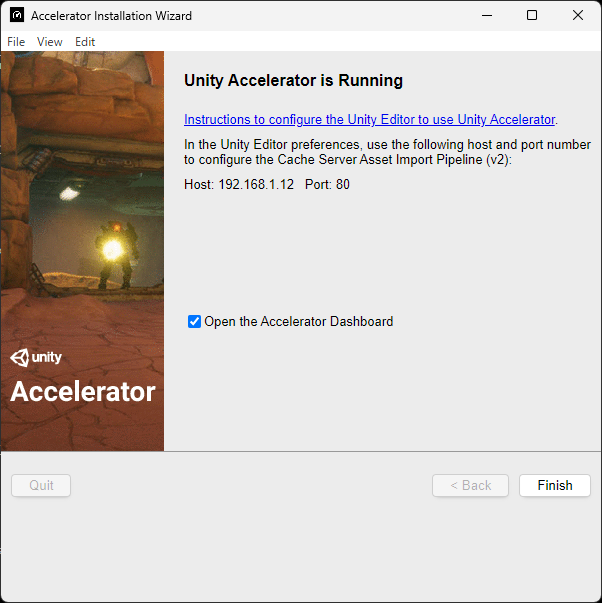 Accelerator Installation Wizard
File View Edit
Unity Accelerator is Running
Instructions to configure the Unity Editor to use Unity Accelerator.
In the Unity Editor preferences, use the following host and port number
to configure the Cache Server Asset Import Pipeline (v2):
Host: 192.168.1.12 Port: 80
Open the Accelerator Dashboard
unity
Accelerator
Quit
< Back
Finish